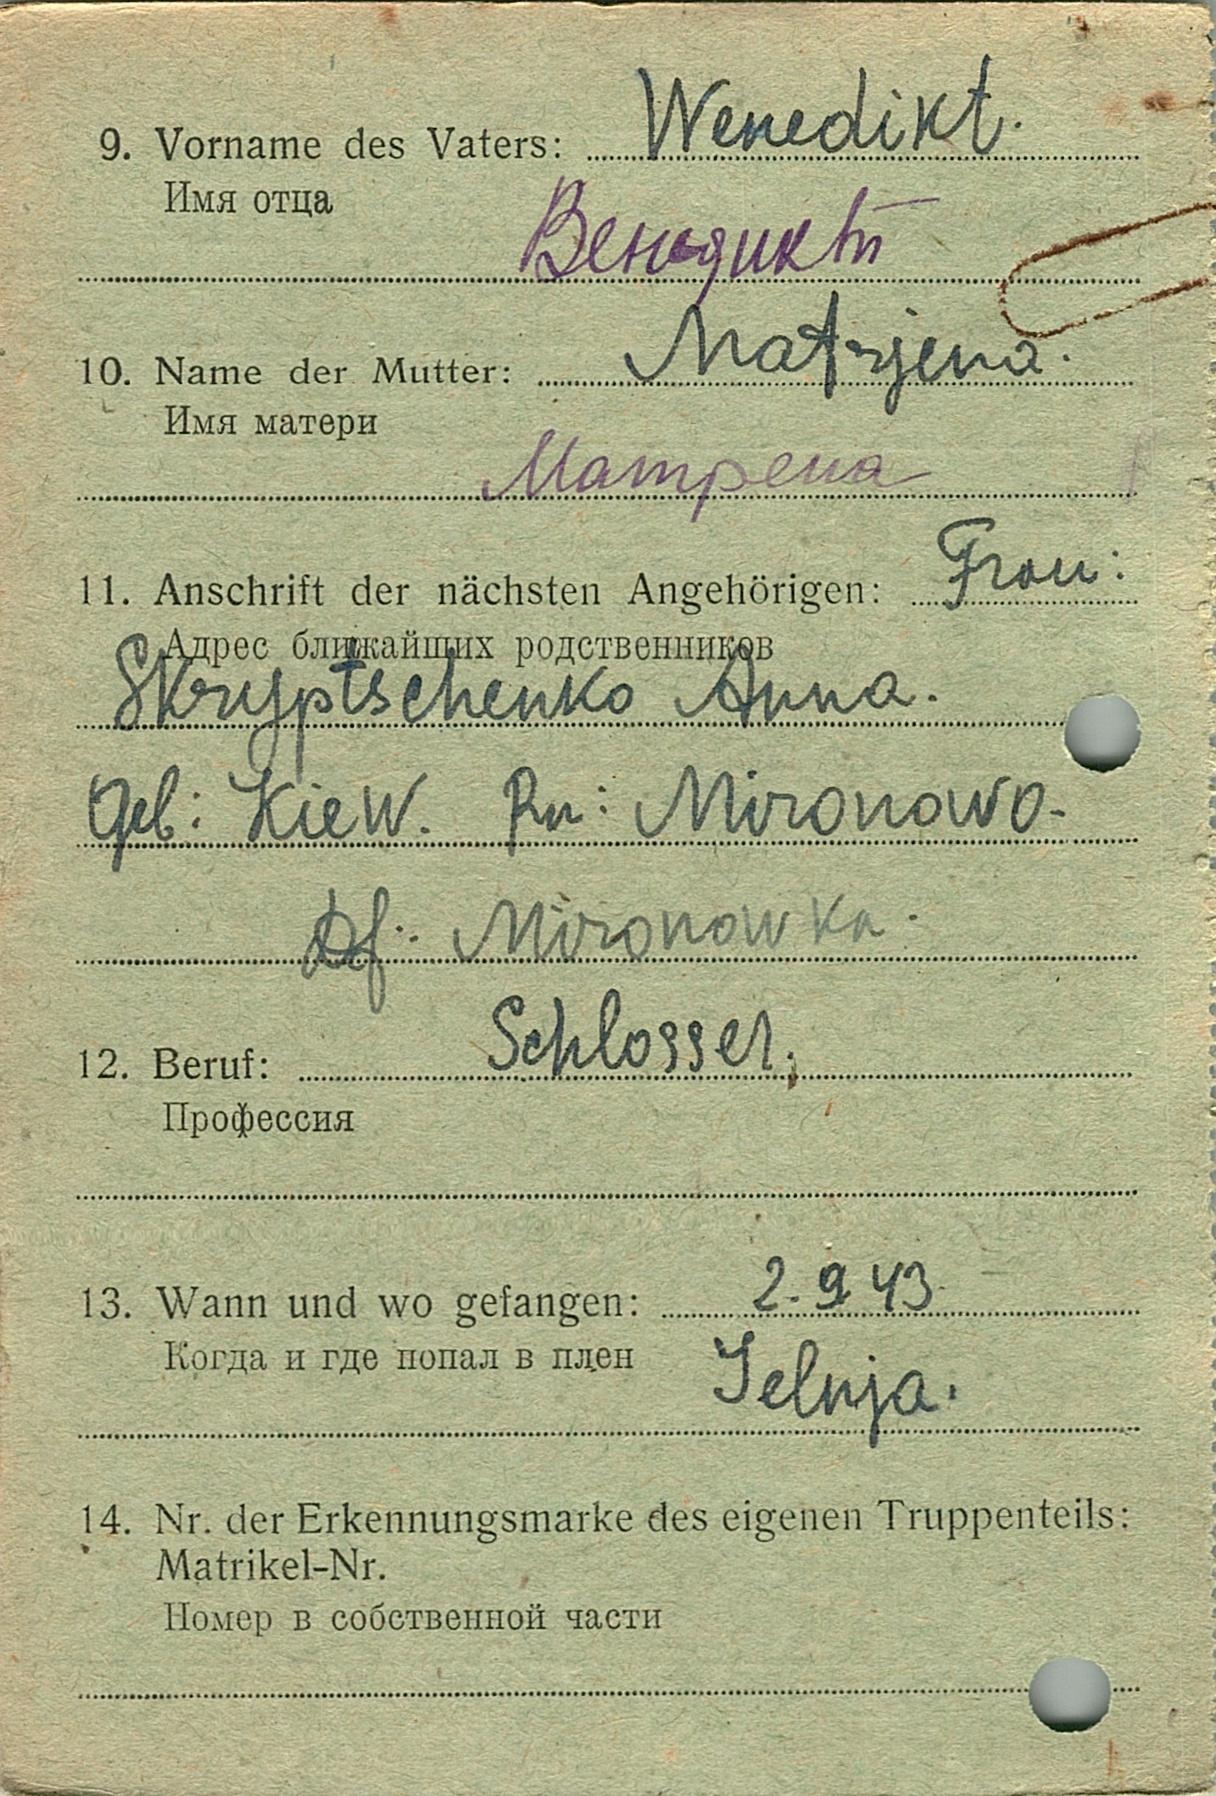 9. Vorname des Vaters: Wenedikt.
Имя отца
Венедикт
10. Name der Mutter: Matrjena.
Имя матери
Матрена
11. Anschrift der nächsten Angehörigen: Frau:
Адрес ближайших родственников
Skryptschenko Anna.
Geb: Kiew. Rn: Mironowo-
Df: Mironowka.
12. Beruf: Schlosser.
Профессия
13. Wann und wo gefangen: 2.9.43.
Когда и где попал в плен
Jelnja.
14. Nr. der Erkennungsmarke des eigenen Truppenteils:
Matrikel-Nr.
Номер в собственной части